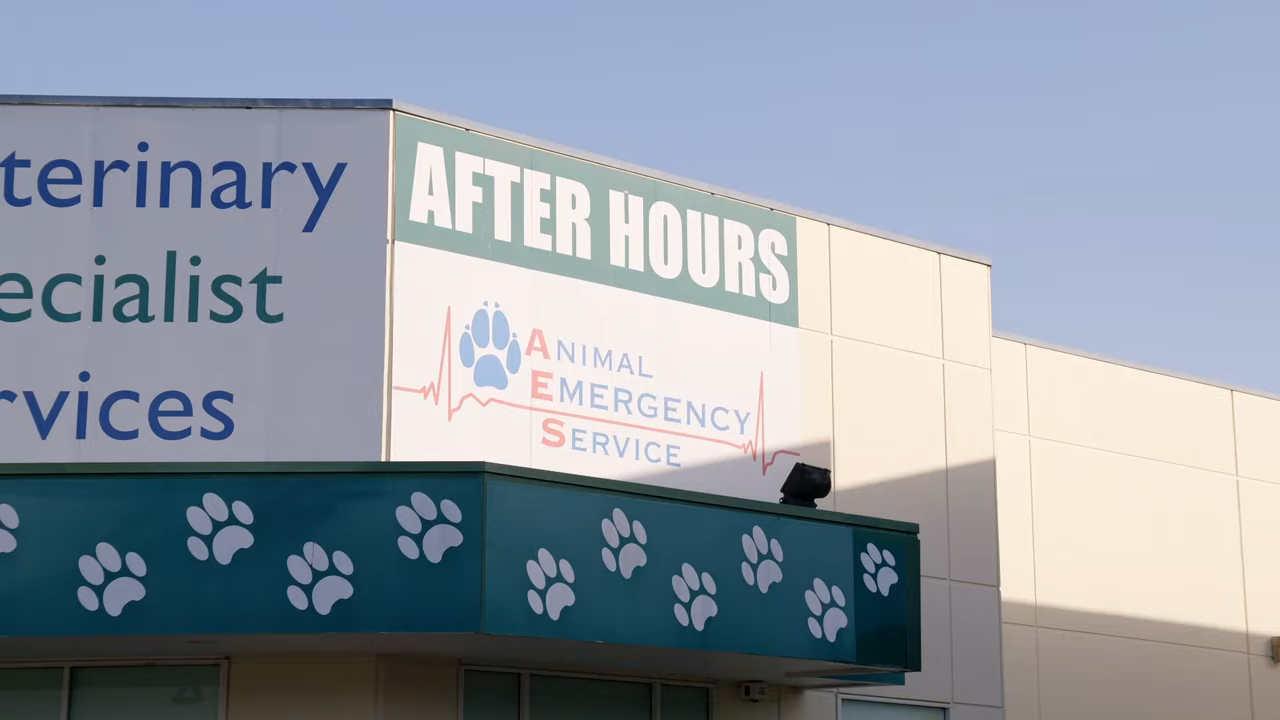 terinary
ecialist
rvices
AFTER HOURS
ANIMAL
EMERGENCY
SERVICE